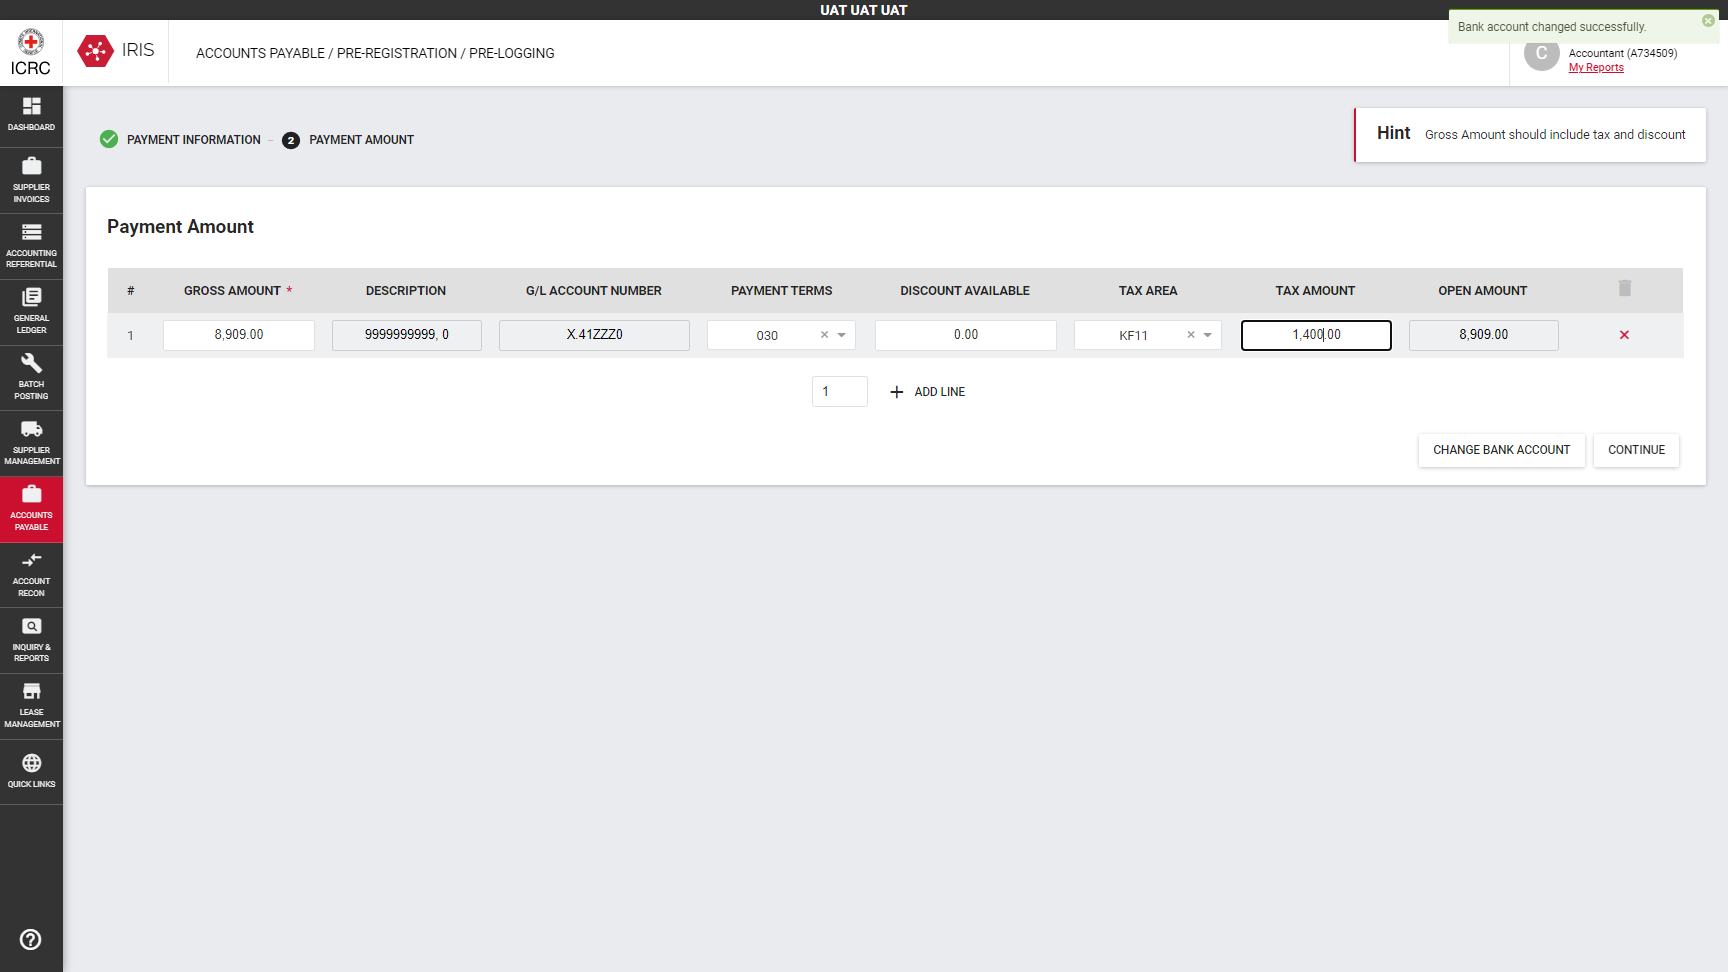 UAT UAT UAT
Bank account changed successfully.
ICRC
IRIS
ACCOUNTS PAYABLE / PRE-REGISTRATION / PRE-LOGGING
C
Accountant (A734509)
My Reports
DASHBOARD
SUPPLIER
INVOICES
ACCOUNTING
REFERENTIAL
GENERAL
LEDGER
BATCH
POSTING
SUPPLIER
MANAGEMENT
ACCOUNTS
PAYABLE
ACCOUNT
RECON
INQUIRY &
REPORTS
LEASE
MANAGEMENT
QUICK LINKS
PAYMENT INFORMATION – 2 PAYMENT AMOUNT
Hint Gross Amount should include tax and discount
Payment Amount
# GROSS AMOUNT * DESCRIPTION G/L ACCOUNT NUMBER PAYMENT TERMS DISCOUNT AVAILABLE TAX AREA TAX AMOUNT OPEN AMOUNT
1 8,909.00 9999999999, 0 X.41ZZZ0 030 × 0.00 KF11 × 1,400.00 8,909.00
1 + ADD LINE
CHANGE BANK ACCOUNT CONTINUE